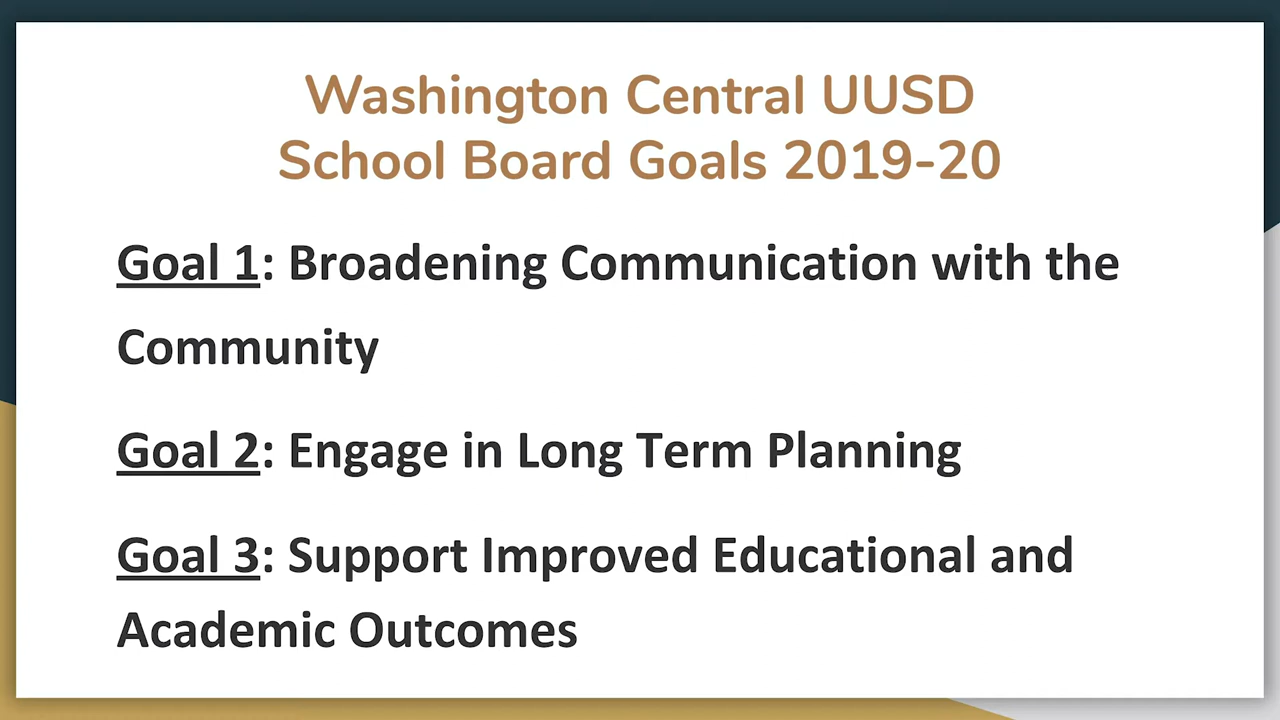 Washington Central UUSD
School Board Goals 2019-20
Goal 1: Broadening Communication with the
Community
Goal 2: Engage in Long Term Planning
Goal 3: Support Improved Educational and
Academic Outcomes